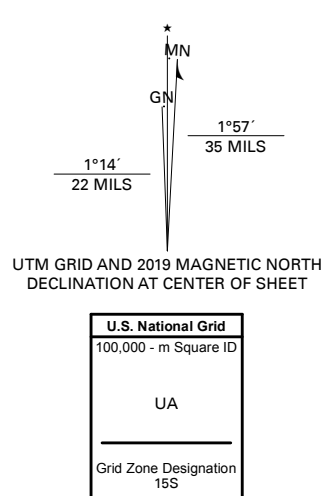 ★
MN
GN
1°57´
35 MILS
1°14´
22 MILS
UTM GRID AND 2019 MAGNETIC NORTH
DECLINATION AT CENTER OF SHEET
U.S. National Grid
100,000 - m Square ID
UA
Grid Zone Designation
15S